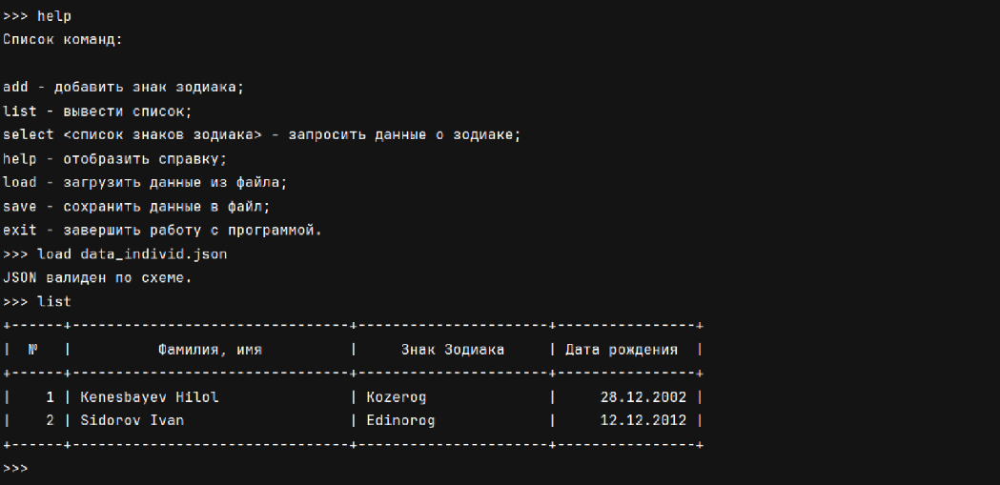 >>> help
Список команд:
add - добавить знак зодиака;
list - вывести список;
select <список знаков зодиака> - запросить данные о зодиаке;
help - отобразить справку;
load - загрузить данные из файла;
save - сохранить данные в файл;
exit - завершить работу с программой.
>>> load data_individ.json
JSON валиден по схеме.
>>> list
+------+--------------------------------+----------------------+----------------+
|  №   |          Фамилия, имя          |     Знак Зодиака     | Дата рождения  |
+------+--------------------------------+----------------------+----------------+
|    1 | Kenesbayev Hilol               | Kozerog              |     28.12.2002 |
|    2 | Sidorov Ivan                   | Edinorog             |     12.12.2012 |
+------+--------------------------------+----------------------+----------------+
>>>